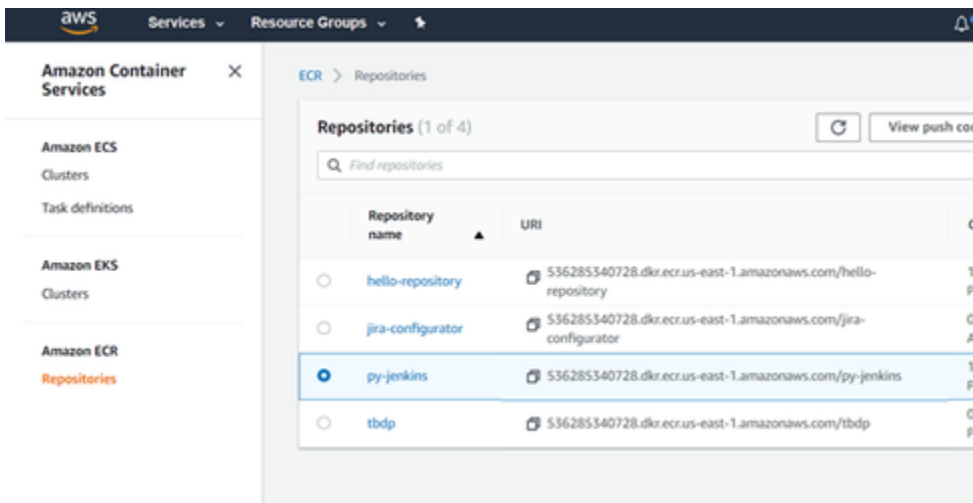 aws Services Resource Groups
Amazon Container
Services
Amazon ECS
Clusters
Task definitions
Amazon EKS
Clusters
Amazon ECR
Repositories
ECR > Repositories
Repositories (1 of 4)
View push
Find repositories
Repository
name
URI
hello-repository
536285340728.dkr.ecr.us-east-1.amazonaws.com/hello-
repository
jira-configurator
536285340728.dkr.ecr.us-east-1.amazonaws.com/jira-
configurator
py-jenkins
536285340728.dkr.ecr.us-east-1.amazonaws.com/py-jenkins
tbdp
536285340728.dkr.ecr.us-east-1.amazonaws.com/tbdp